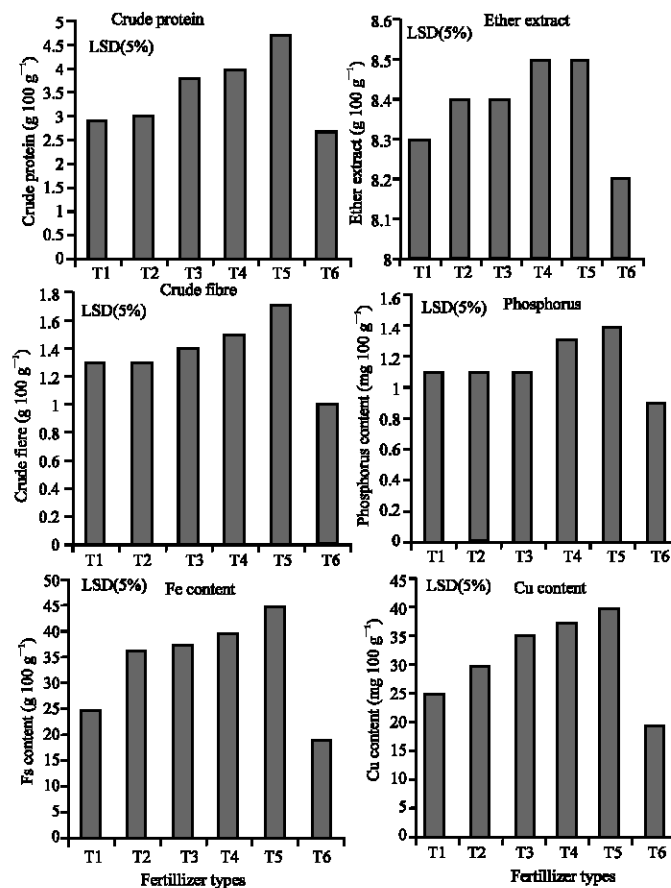 Crude protein
LSD(5%)
Crude protein (g 100 g⁻¹)
5
4.5
4
3.5
3
2.5
2
1.5
1
0.5
0
T1 T2 T3 T4 T5 T6
Ether extract
LSD(5%)
Ether extract (g 100 g⁻¹)
8.6
8.5
8.4
8.3
8.2
8.1
8
T1 T2 T3 T4 T5 T6
Crude fibre
LSD(5%)
Crude fiere (g 100 g⁻¹)
1.8
1.6
1.4
1.2
1
0.8
0.6
0.4
0.2
0
T1 T2 T3 T4 T5 T6
Phosphorus
LSD(5%)
Phosphorus content (mg 100 g⁻¹)
1.6
1.4
1.2
1
0.8
0.6
0.4
0.2
0
T1 T2 T3 T4 T5 T6
LSD(5%) Fe content
Fs content (g 100 g⁻¹)
50
45
40
35
30
25
25
15
10
5
0
T1 T2 T3 T4 T5 T6
Fertillizer types
LSD(5%) Cu content
Cu content (mg 100 g⁻¹)
45
40
35
30
25
20
15
10
5
0
T1 T2 T3 T4 T5 T6
Fertillizer types